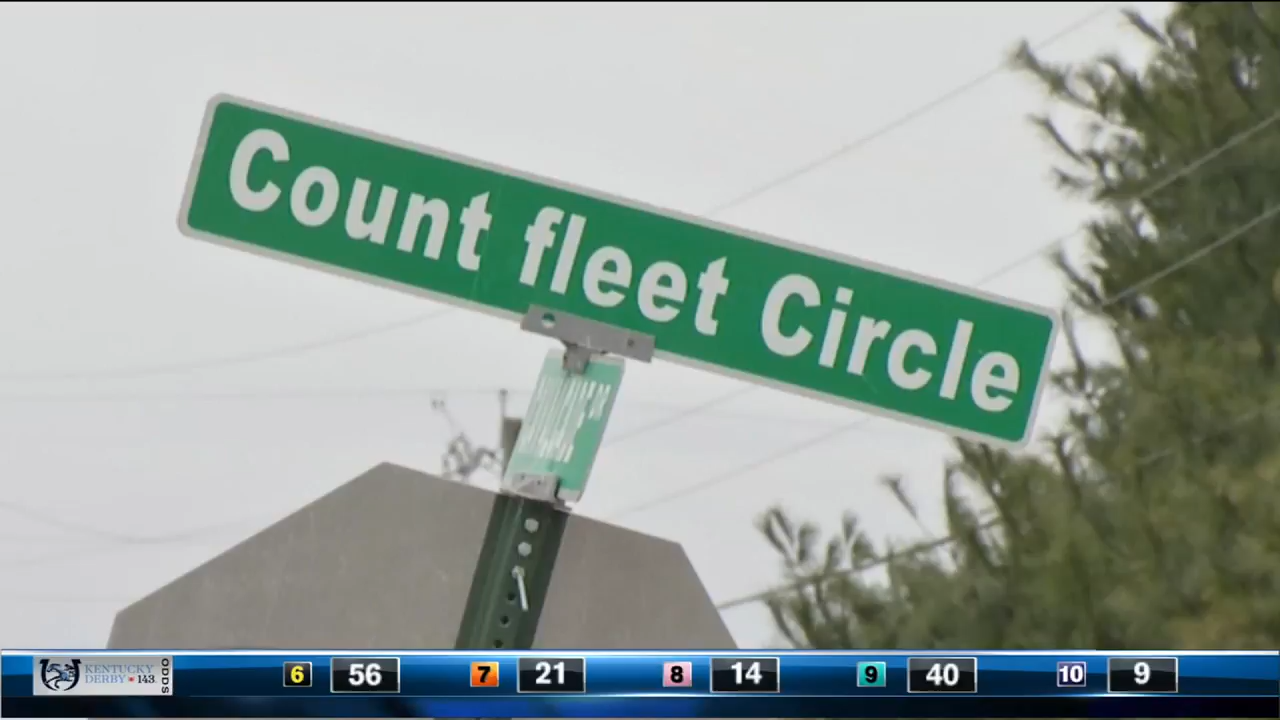 Count fleet Circle
KENTUCKY
DERBY 143
ODDS
6 56 7 21 8 14 9 40 10 9